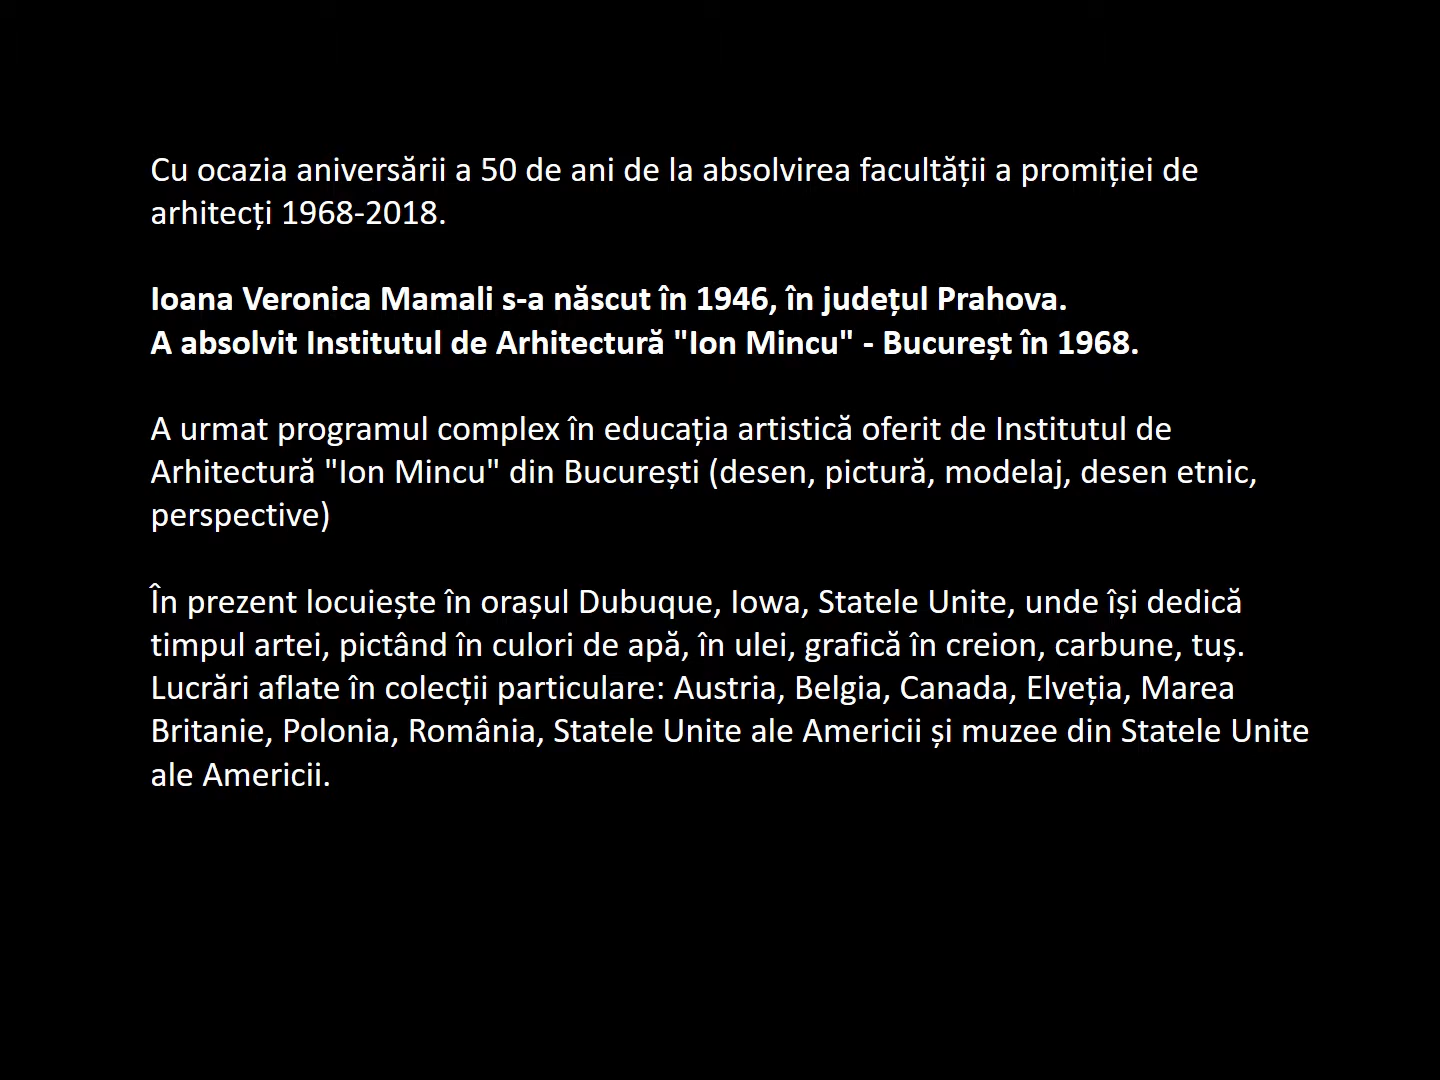 Cu ocazia aniversării a 50 de ani de la absolvirea facultății a promiției de
arhitecți 1968-2018.
Ioana Veronica Mamali s-a născut în 1946, în județul Prahova.
A absolvit Institutul de Arhitectură "Ion Mincu" - Bucureșt în 1968.
A urmat programul complex în educația artistică oferit de Institutul de
Arhitectură "Ion Mincu" din București (desen, pictură, modelaj, desen etnic,
perspective)
În prezent locuiește în orașul Dubuque, Iowa, Statele Unite, unde își dedică
timpul artei, pictând în culori de apă, în ulei, grafică în creion, carbune, tuș.
Lucrări aflate în colecții particulare: Austria, Belgia, Canada, Elveția, Marea
Britanie, Polonia, România, Statele Unite ale Americii și muzee din Statele Unite
ale Americii.